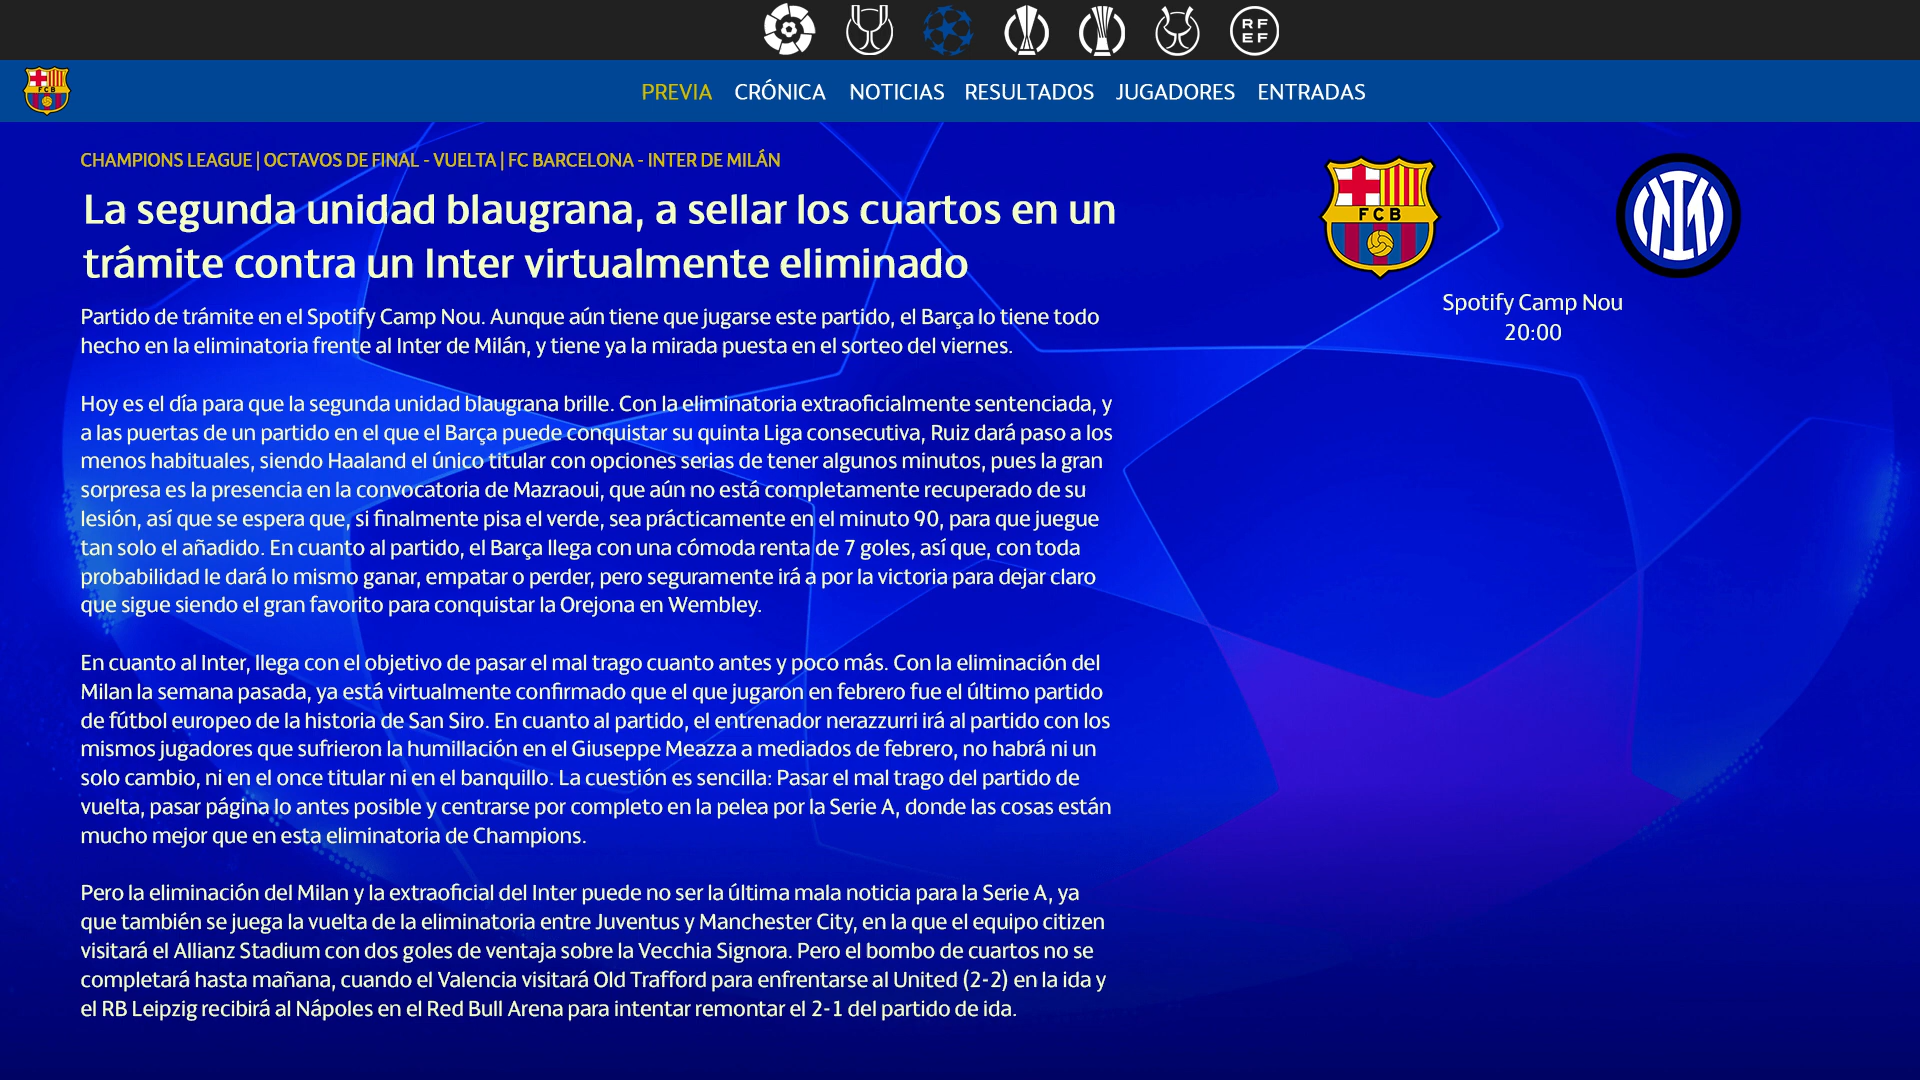 RF
EF
PREVIA CRÓNICA NOTICIAS RESULTADOS JUGADORES ENTRADAS
FCB
CHAMPIONS LEAGUE | OCTAVOS DE FINAL - VUELTA | FC BARCELONA - INTER DE MILÁN
La segunda unidad blaugrana, a sellar los cuartos en un
trámite contra un Inter virtualmente eliminado
Partido de trámite en el Spotify Camp Nou. Aunque aún tiene que jugarse este partido, el Barça lo tiene todo
hecho en la eliminatoria frente al Inter de Milán, y tiene ya la mirada puesta en el sorteo del viernes.
Hoy es el día para que la segunda unidad blaugrana brille. Con la eliminatoria extraoficialmente sentenciada, y
a las puertas de un partido en el que el Barça puede conquistar su quinta Liga consecutiva, Ruiz dará paso a los
menos habituales, siendo Haaland el único titular con opciones serias de tener algunos minutos, pues la gran
sorpresa es la presencia en la convocatoria de Mazraoui, que aún no está completamente recuperado de su
lesión, así que se espera que, si finalmente pisa el verde, sea prácticamente en el minuto 90, para que juegue
tan solo el añadido. En cuanto al partido, el Barça llega con una cómoda renta de 7 goles, así que, con toda
probabilidad le dará lo mismo ganar, empatar o perder, pero seguramente irá a por la victoria para dejar claro
que sigue siendo el gran favorito para conquistar la Orejona en Wembley.
En cuanto al Inter, llega con el objetivo de pasar el mal trago cuanto antes y poco más. Con la eliminación del
Milan la semana pasada, ya está virtualmente confirmado que el que jugaron en febrero fue el último partido
de fútbol europeo de la historia de San Siro. En cuanto al partido, el entrenador nerazzurri irá al partido con los
mismos jugadores que sufrieron la humillación en el Giuseppe Meazza a mediados de febrero, no habrá ni un
solo cambio, ni en el once titular ni en el banquillo. La cuestión es sencilla: Pasar el mal trago del partido de
vuelta, pasar página lo antes posible y centrarse por completo en la pelea por la Serie A, donde las cosas están
mucho mejor que en esta eliminatoria de Champions.
Pero la eliminación del Milan y la extraoficial del Inter puede no ser la última mala noticia para la Serie A, ya
que también se juega la vuelta de la eliminatoria entre Juventus y Manchester City, en la que el equipo citizen
visitará el Allianz Stadium con dos goles de ventaja sobre la Vecchia Signora. Pero el bombo de cuartos no se
completará hasta mañana, cuando el Valencia visitará Old Trafford para enfrentarse al United (2-2) en la ida y
el RB Leipzig recibirá al Nápoles en el Red Bull Arena para intentar remontar el 2-1 del partido de ida.
FCB
IM
Spotify Camp Nou
20:00